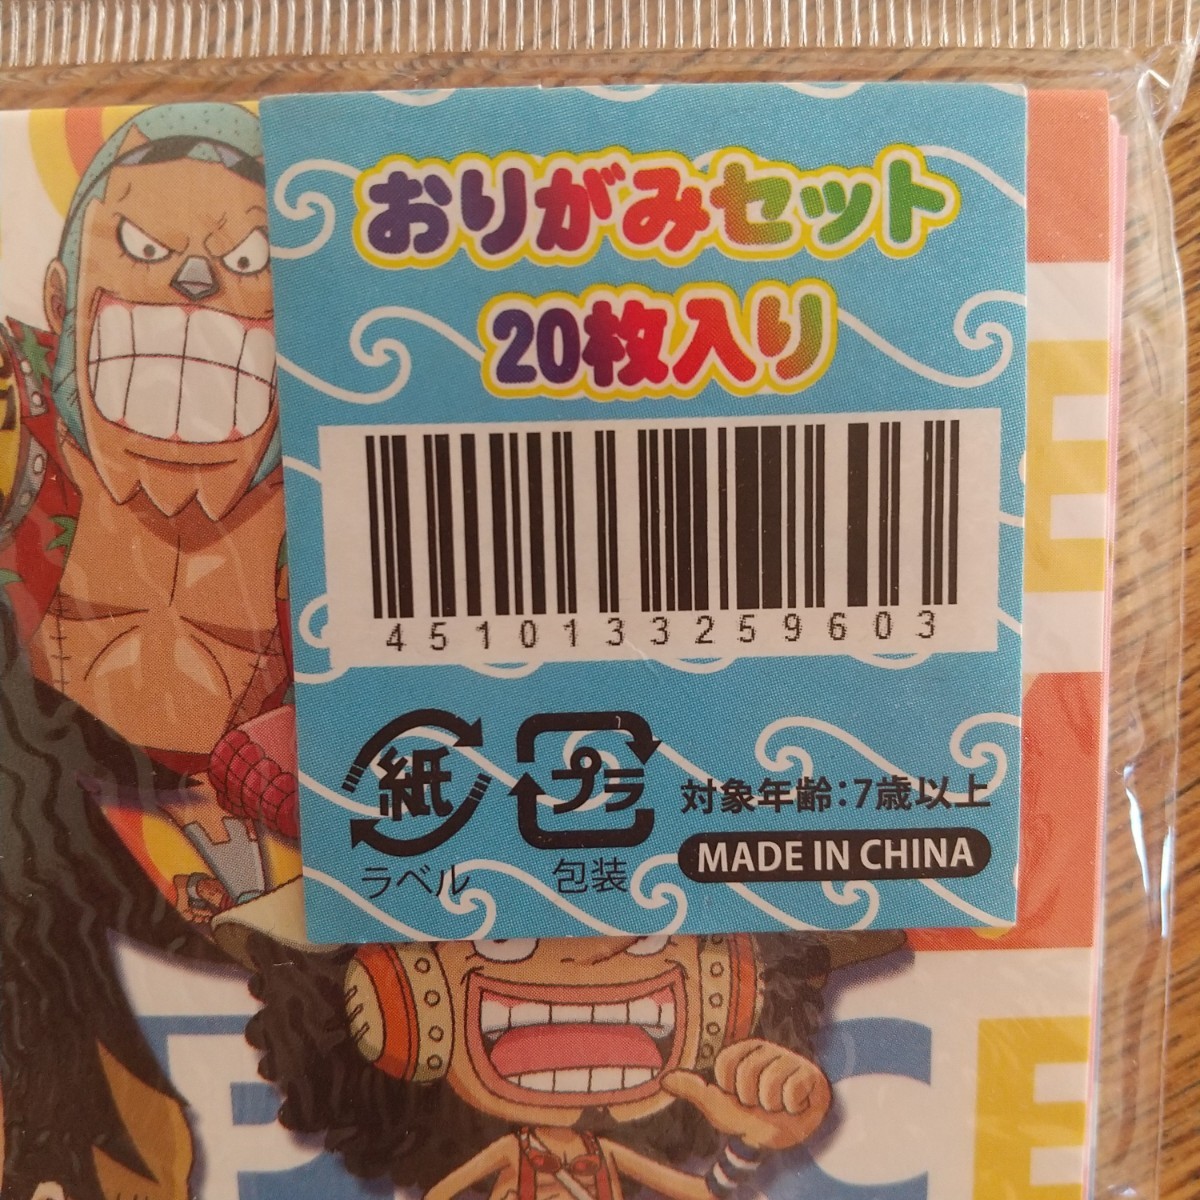 おりがみセット
20枚入り
4510133259603
紙
ラベル
プラ
包装
対象年齢:7歳以上
MADE IN CHINA
E
CE